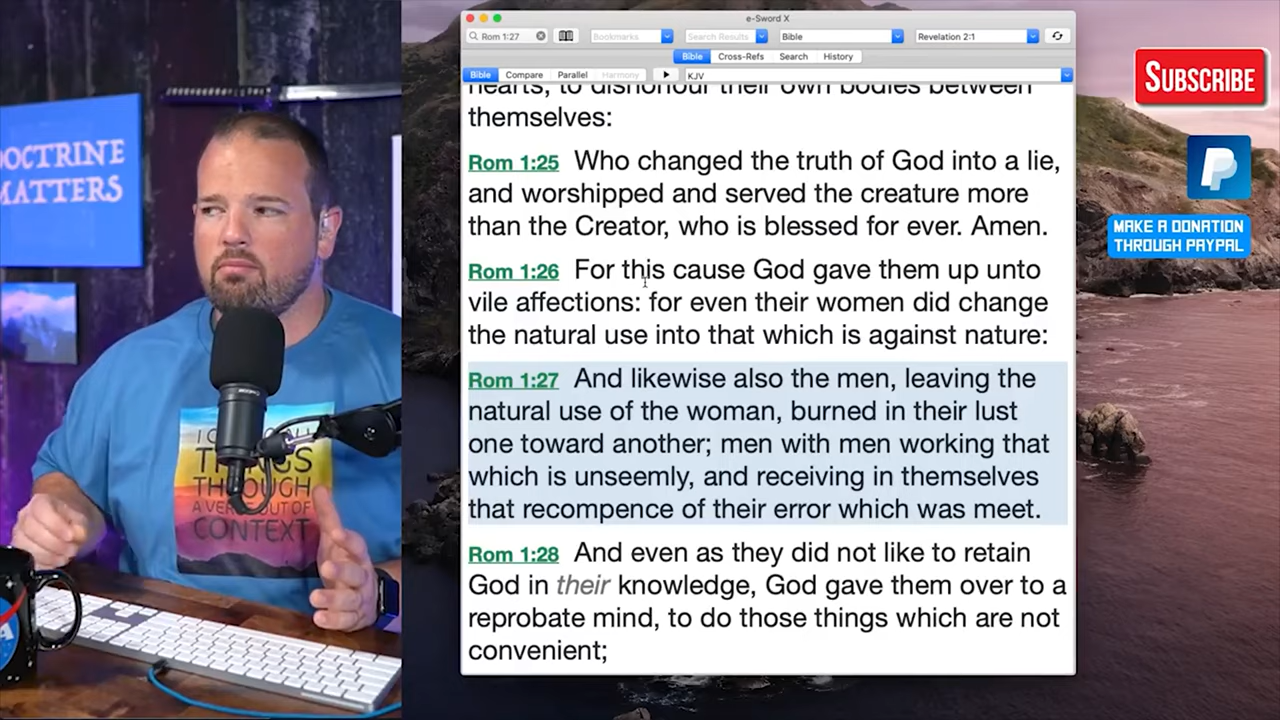 DOCTRINE
MATTERS
THINGS
THROUGH
A VERSE OUT OF
CONTEXT
e-Sword X
Rom 1:27
Bookmarks
Search Results
Bible
Revelation 2:1
Bible Cross-Refs Search History
Bible Compare Parallel Harmony
KJV
hearts, to dishonour their own bodies between
themselves:
Rom 1:25 Who changed the truth of God into a lie,
and worshipped and served the creature more
than the Creator, who is blessed for ever. Amen.
Rom 1:26 For this cause God gave them up unto
vile affections: for even their women did change
the natural use into that which is against nature:
Rom 1:27 And likewise also the men, leaving the
natural use of the woman, burned in their lust
one toward another; men with men working that
which is unseemly, and receiving in themselves
that recompence of their error which was meet.
Rom 1:28 And even as they did not like to retain
God in their knowledge, God gave them over to a
reprobate mind, to do those things which are not
convenient;
SUBSCRIBE
MAKE A DONATION
THROUGH PAYPAL